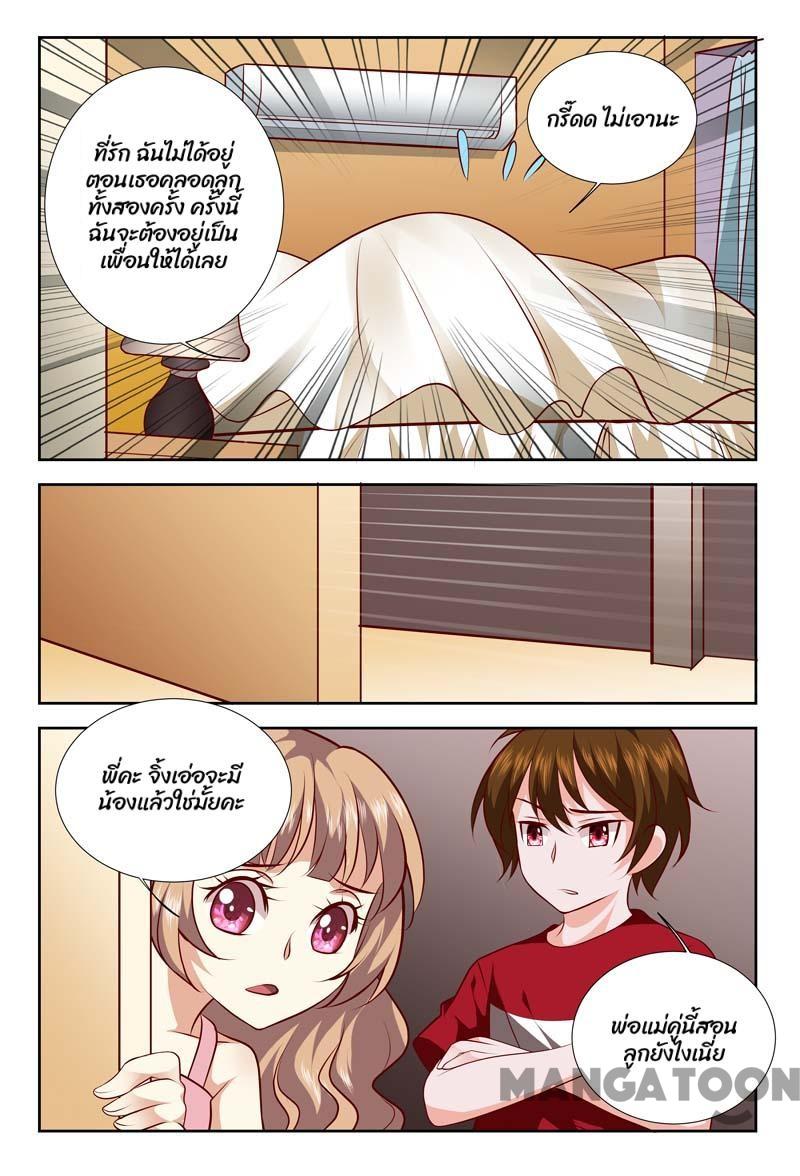 ที่รัก ฉันไม่ได้อยู่
ตอนเธอคลอดลูก
ทั้งสองครั้ง ครั้งนี้
ฉันจะต้องอยู่เป็น
เพื่อนให้ได้เลย
กรี๊ดด ไม่เอานะ
พี่คะ จิ้งเอ๋อจะมี
น้องแล้วใช่มั้ยคะ
พ่อแม่คู่นี้สอน
ลูกยังไงเนี่ย
MANGATOON